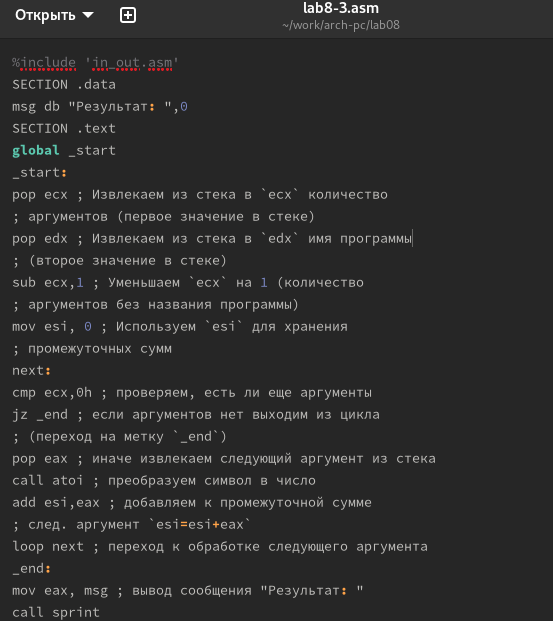 Открыть
lab8-3.asm
~/work/arch-pc/lab08
%include 'in_out.asm'
SECTION .data
msg db "Результат: ",0
SECTION .text
global _start
_start:
pop ecx ; Извлекаем из стека в `ecx` количество
; аргументов (первое значение в стеке)
pop edx ; Извлекаем из стека в `edx` имя программы
; (второе значение в стеке)
sub ecx,1 ; Уменьшаем `ecx` на 1 (количество
; аргументов без названия программы)
mov esi, 0 ; Используем `esi` для хранения
; промежуточных сумм
next:
cmp ecx,0h ; проверяем, есть ли еще аргументы
jz _end ; если аргументов нет выходим из цикла
; (переход на метку `_end`)
pop eax ; иначе извлекаем следующий аргумент из стека
call atoi ; преобразуем символ в число
add esi,eax ; добавляем к промежуточной сумме
; след. аргумент `esi=esi+eax`
loop next ; переход к обработке следующего аргумента
_end:
mov eax, msg ; вывод сообщения "Результат: "
call sprint